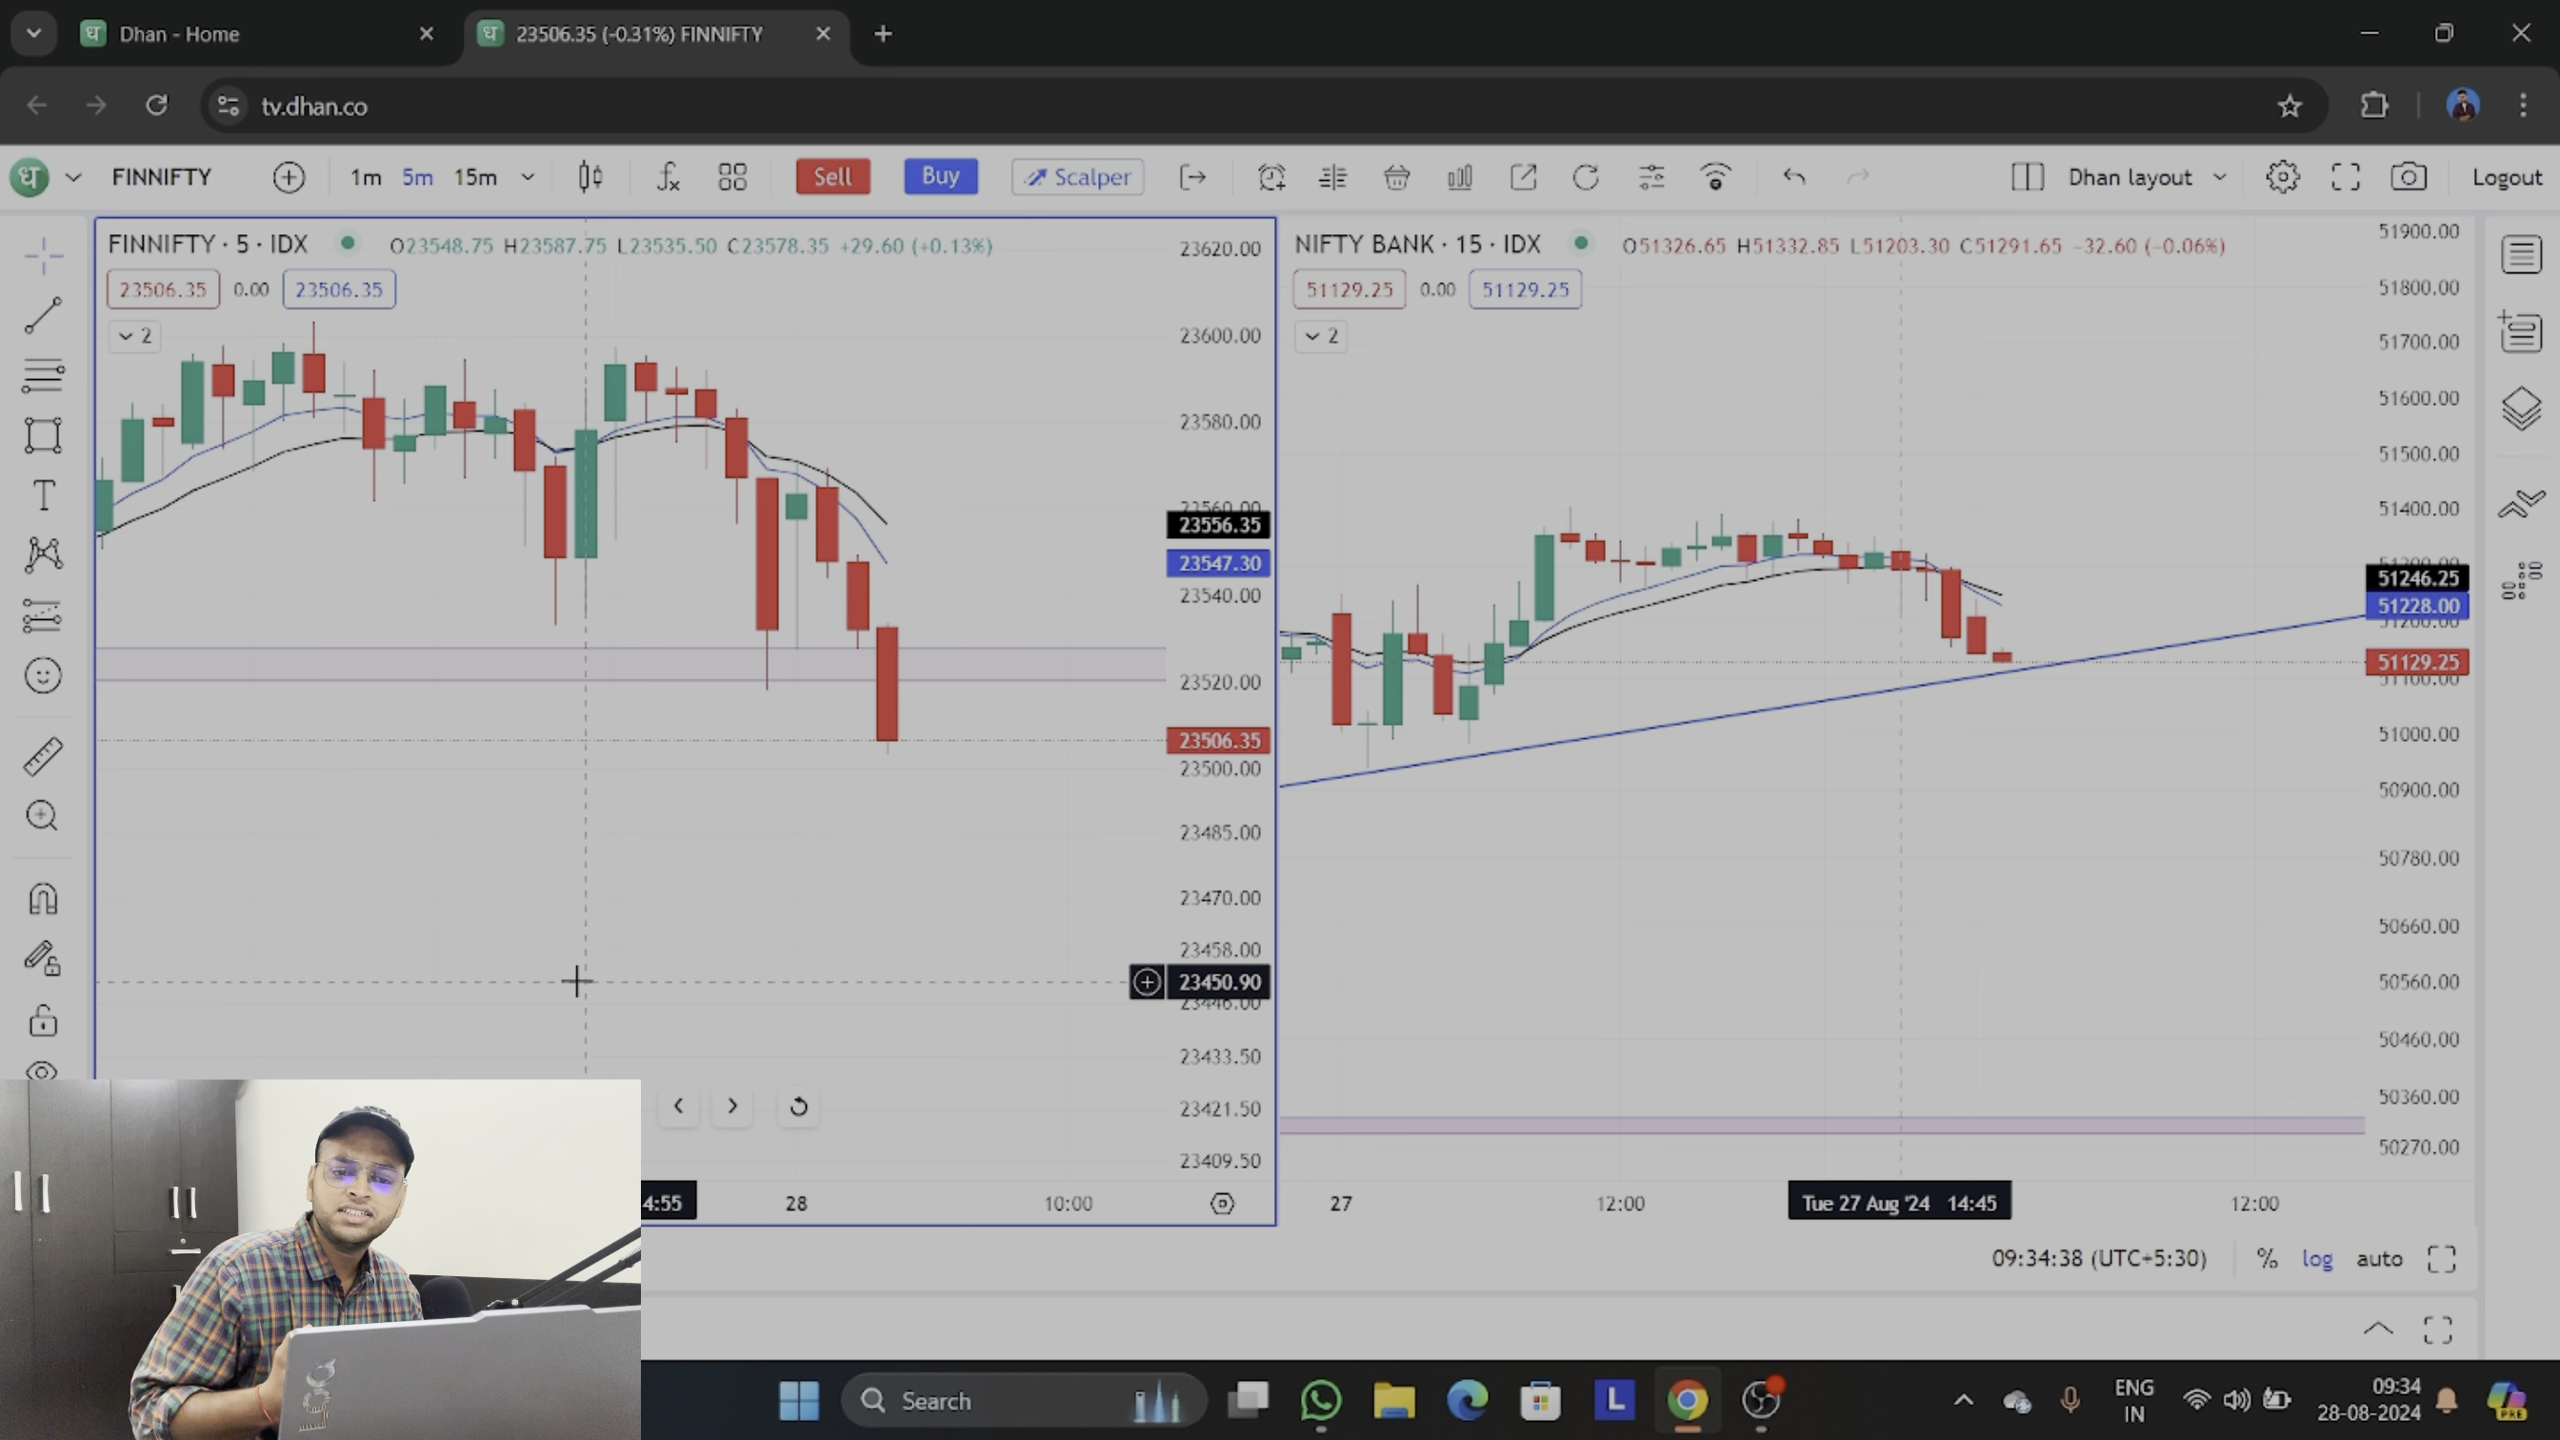 Dhan - Home
23506.35 (-0.31%) FINNIFTY
tv.dhan.co
ध FINNIFTY 1m 5m 15m Sell Buy Scalper Dhan layout Logout
FINNIFTY · 5 · IDX O23548.75 H23587.75 L23535.50 C23578.35 +29.60 (+0.13%)
23506.35 0.00 23506.35
2
23620.00
23600.00
23580.00
23560.00
23556.35
23547.30
23540.00
23520.00
23506.35
23500.00
23485.00
23470.00
23458.00
23450.90
23446.00
23433.50
23421.50
23409.50
4:55 28 10:00
NIFTY BANK · 15 · IDX O51326.65 H51332.85 L51203.30 C51291.65 -32.60 (-0.06%)
51129.25 0.00 51129.25
2
51900.00
51800.00
51700.00
51600.00
51500.00
51400.00
51300.00
51246.25
51228.00
51200.00
51129.25
51100.00
51000.00
50900.00
50780.00
50660.00
50560.00
50460.00
50360.00
50270.00
27 12:00 Tue 27 Aug '24 14:45 12:00
09:34:38 (UTC+5:30) % log auto
Search
L
ENG
IN
09:34
28-08-2024
PRE